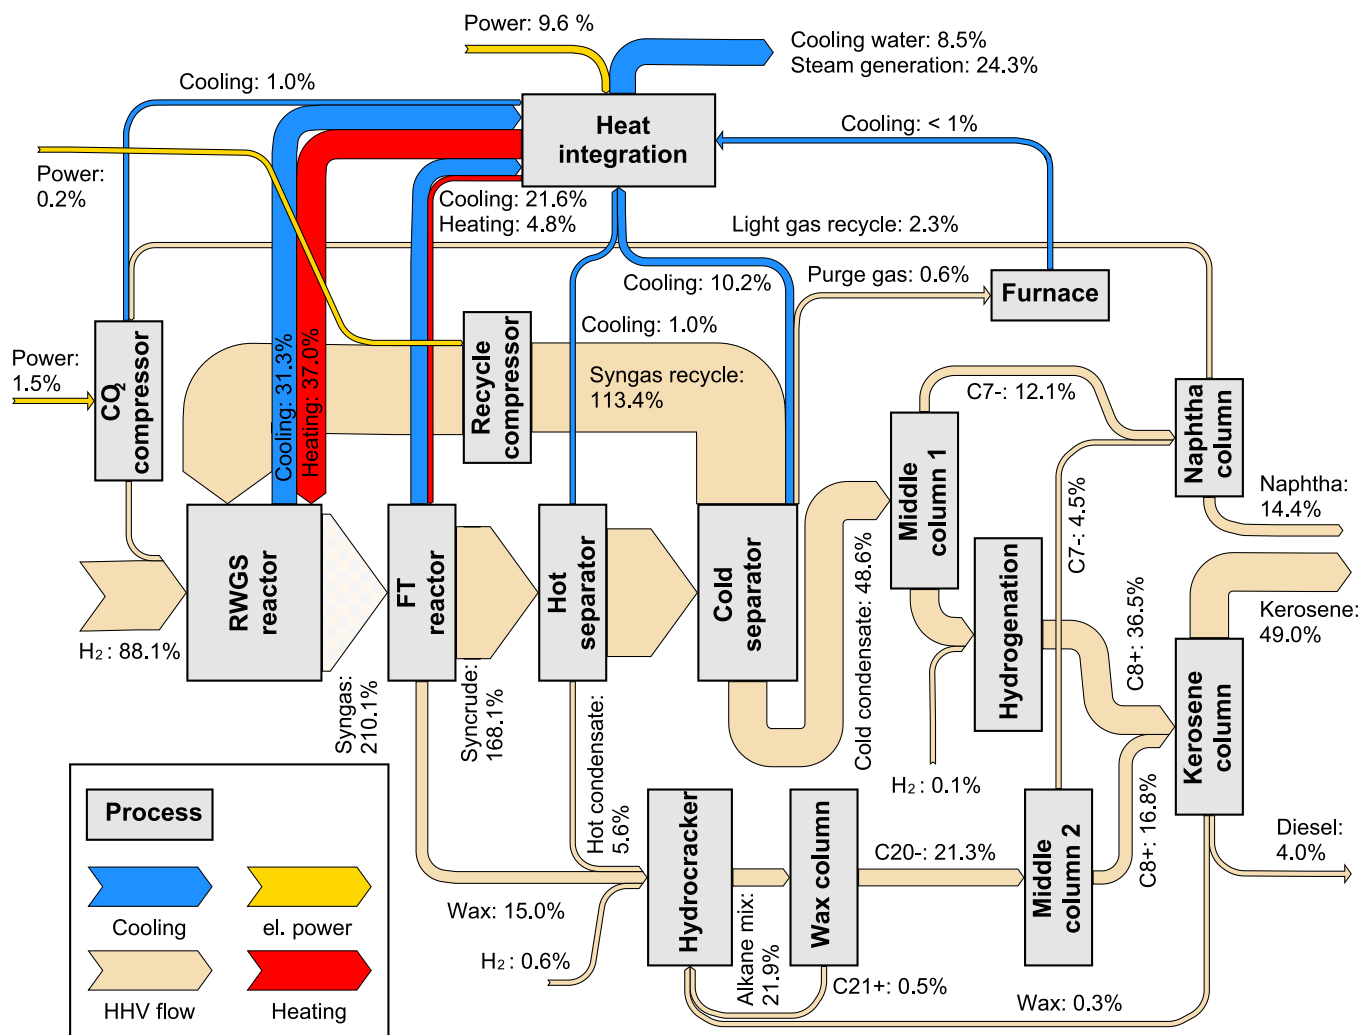 Power: 9.6 %
Cooling water: 8.5%
Steam generation: 24.3%
Cooling: 1.0%
Heat
integration
Cooling: < 1%
Power:
0.2%
Cooling: 21.6%
Heating: 4.8%
Light gas recycle: 2.3%
Cooling: 10.2%
Purge gas: 0.6%
Furnace
Cooling: 1.0%
Power:
1.5%
CO2
compressor
Cooling: 31.3%
Heating: 37.0%
Recycle
compressor
Syngas recycle:
113.4%
C7-: 12.1%
Middle
column 1
Naphtha
column
Naphtha:
14.4%
C7-: 4.5%
H2 : 88.1%
RWGS
reactor
FT
reactor
Hot
separator
Cold
separator
Cold condensate: 48.6%
Hydrogenation
C8+: 36.5%
Kerosene:
49.0%
Kerosene
column
Syngas:
210.1%
Syncrude:
168.1%
Hot condensate:
5.6%
H2 : 0.1%
C8+: 16.8%
Process
Cooling
el. power
HHV flow
Heating
Wax: 15.0%
H2 : 0.6%
Hydrocracker
Alkane mix:
21.9%
Wax column
C20-: 21.3%
C21+: 0.5%
Middle
column 2
Diesel:
4.0%
Wax: 0.3%